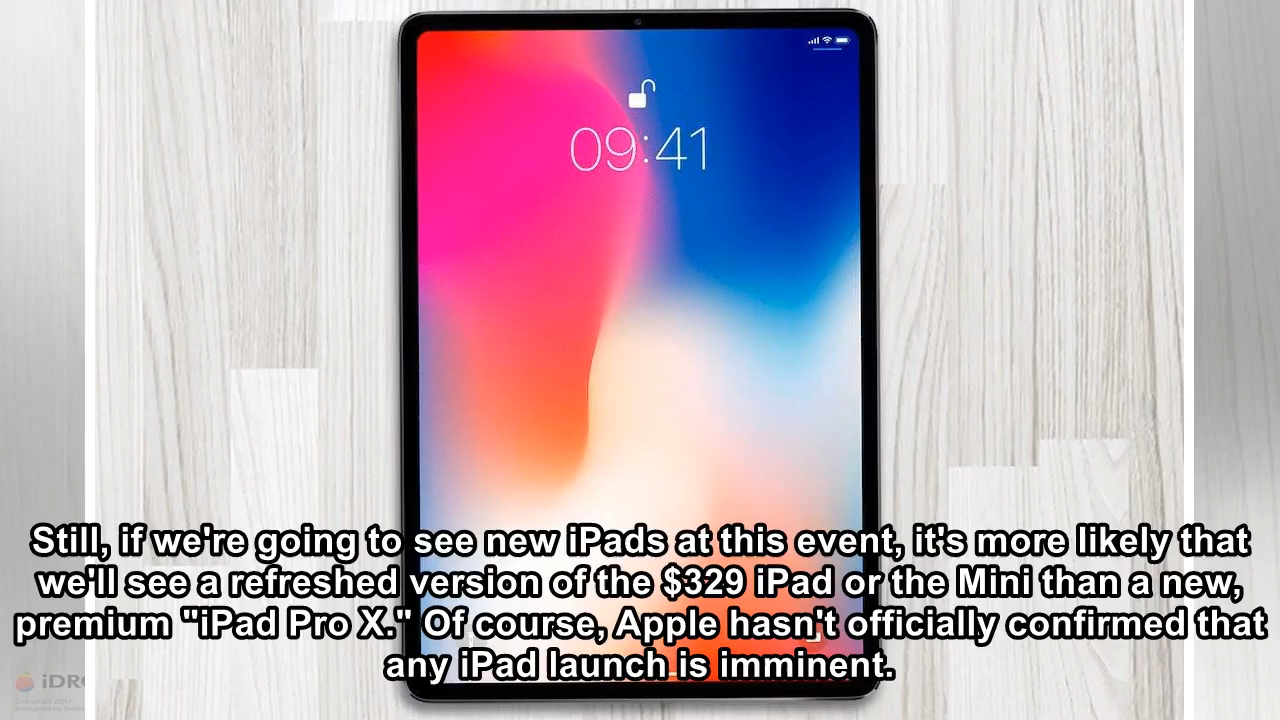 09:41
Still, if we're going to see new iPads at this event, it's more likely that
we'll see a refreshed version of the $329 iPad or the Mini than a new,
premium "iPad Pro X." Of course, Apple hasn't officially confirmed that
any iPad launch is imminent.
Copyright 2017